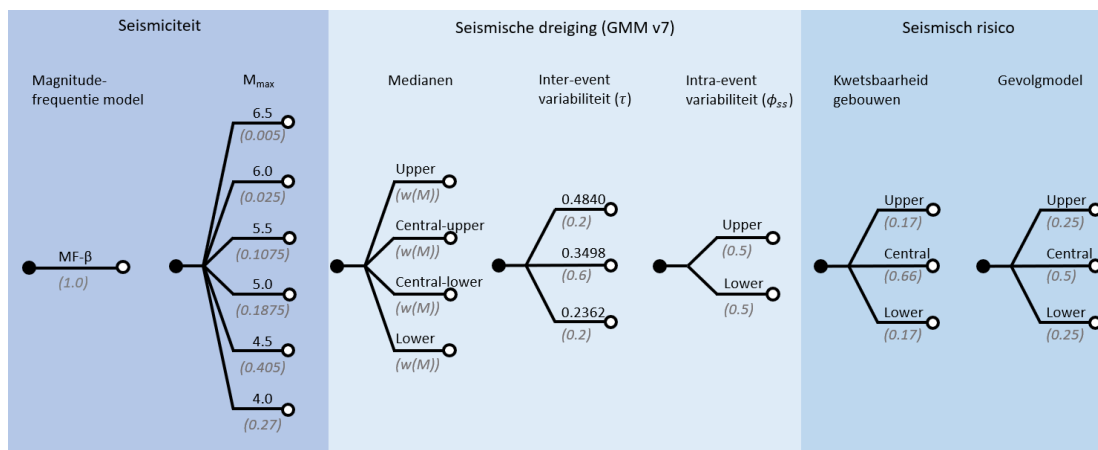 Seismiciteit
Magnitude-
frequentie model
MF-β
(1.0)
M_max
6.5
(0.005)
6.0
(0.025)
5.5
(0.1075)
5.0
(0.1875)
4.5
(0.405)
4.0
(0.27)
Seismische dreiging (GMM v7)
Medianen
Upper
(w(M))
Central-upper
(w(M))
Central-lower
(w(M))
Lower
(w(M))
Inter-event
variabiliteit (τ)
0.4840
(0.2)
0.3498
(0.6)
0.2362
(0.2)
Intra-event
variabiliteit (ϕ_ss)
Upper
(0.5)
Lower
(0.5)
Seismisch risico
Kwetsbaarheid
gebouwen
Upper
(0.17)
Central
(0.66)
Lower
(0.17)
Gevolgmodel
Upper
(0.25)
Central
(0.5)
Lower
(0.25)